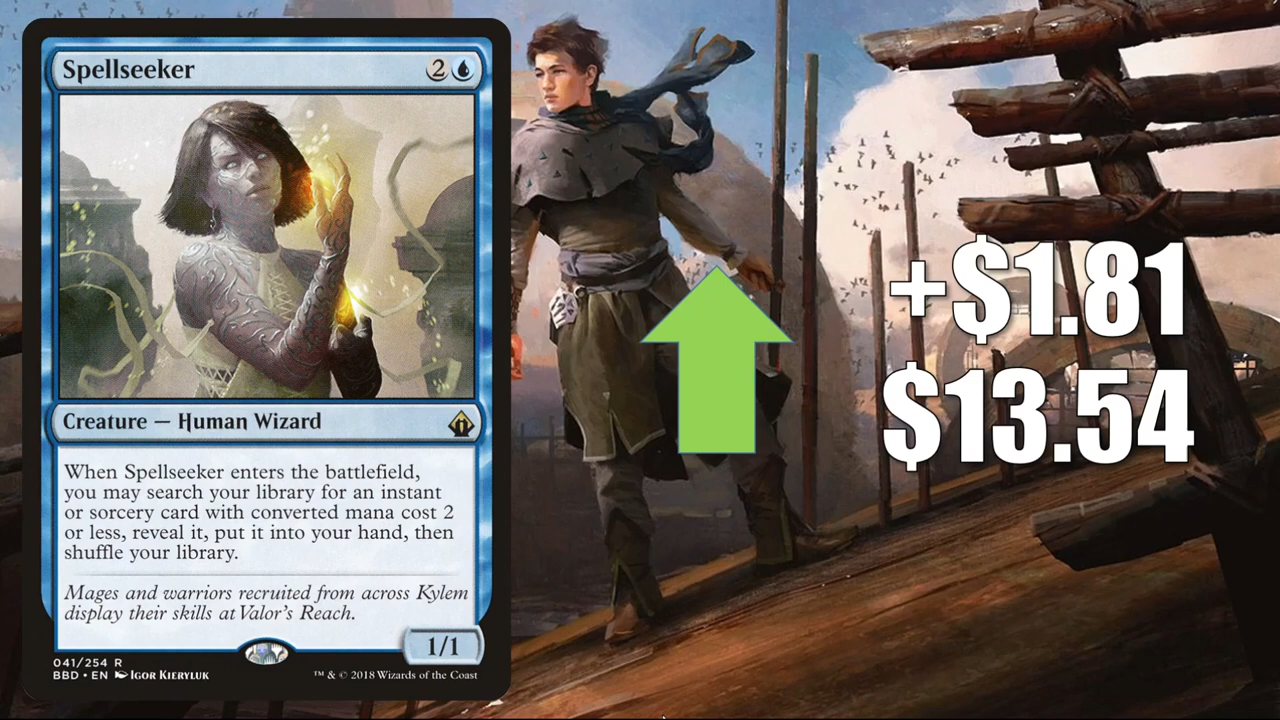 Spellseeker 2
Creature — Human Wizard
When Spellseeker enters the battlefield,
you may search your library for an instant
or sorcery card with converted mana cost 2
or less, reveal it, put it into your hand, then
shuffle your library.
Mages and warriors recruited from across Kylem
display their skills at Valor's Reach.
1/1
041/254 R
BBD • EN Igor Kieryluk
™ & © 2018 Wizards of the Coast
+$1.81
$13.54